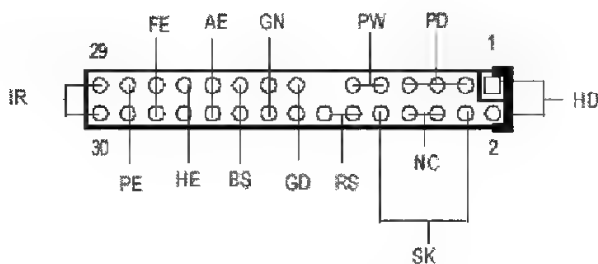 FE AE GN PW PD
29 1
IR HD
30 2
PE HE BS GD RS NC
SK